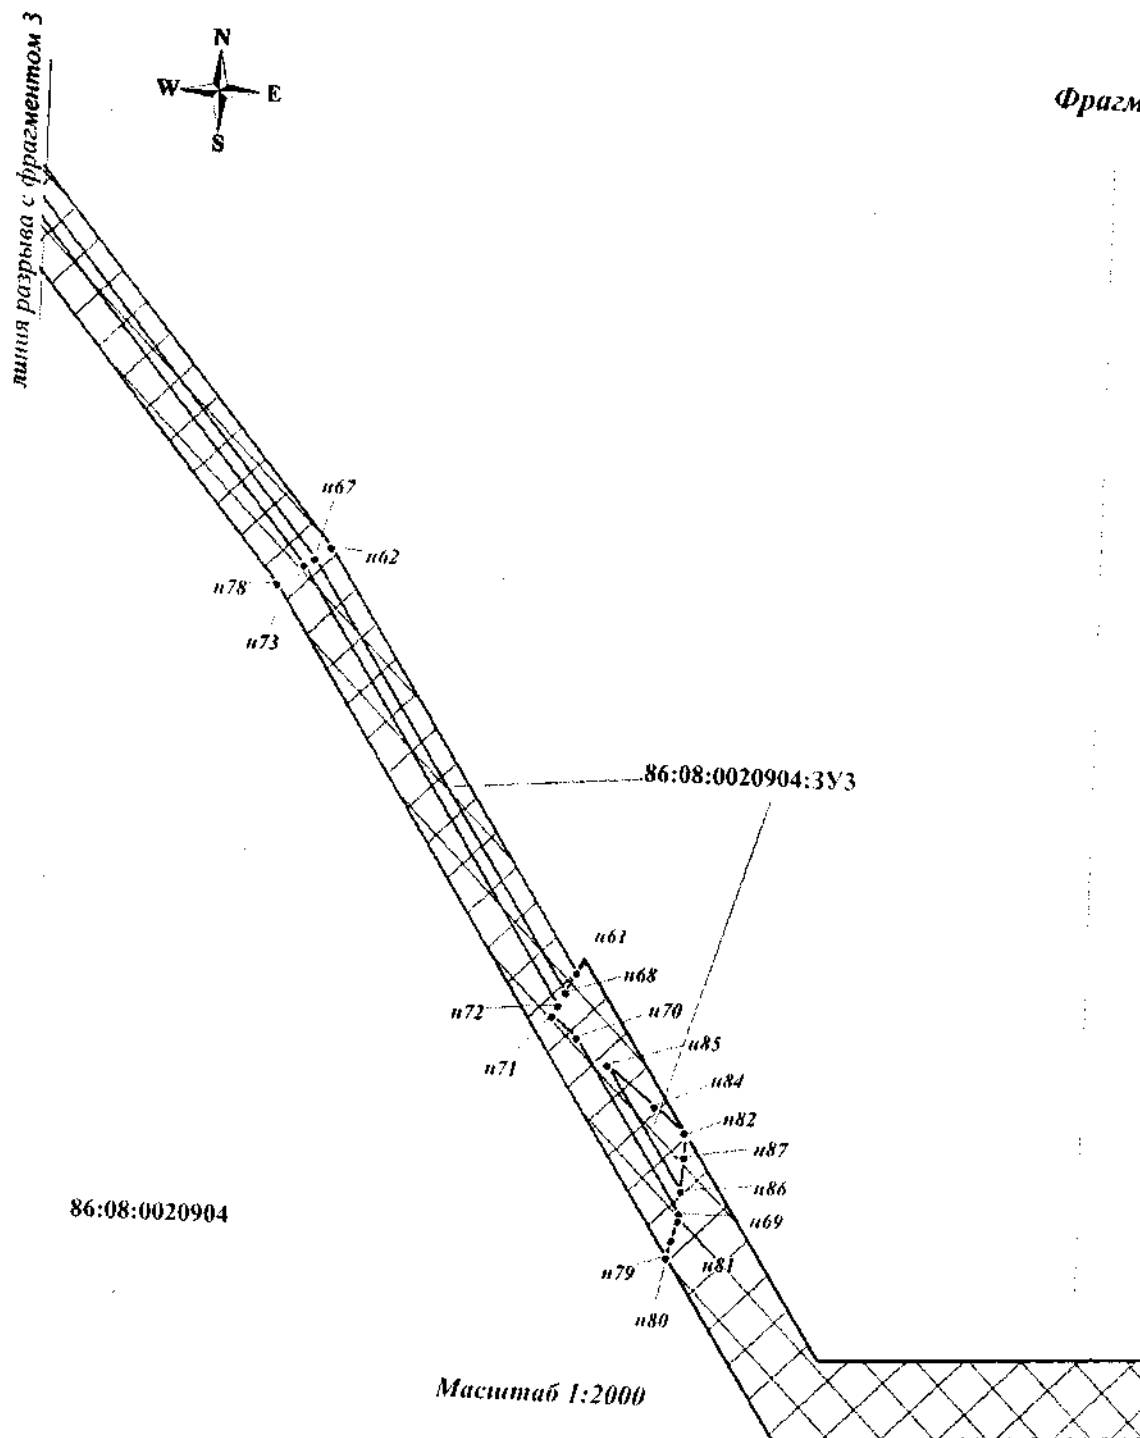 линия разрыва с фрагментом 3
N
W
E
S
Фрагм
н67
н62
н78
н73
86:08:0020904:ЗУ3
н61
н68
н72
н70
н71
н85
н84
н82
н87
н86
86:08:0020904
н69
н79
н81
н80
Масштаб 1:2000